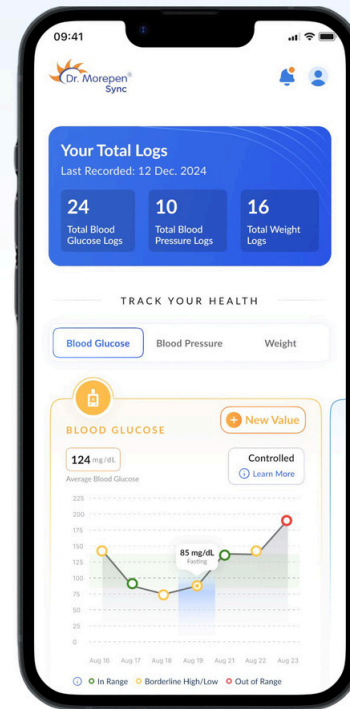 09:41
Dr. Morepen®
Sync
Your Total Logs
Last Recorded: 12 Dec. 2024
24
Total Blood
Glucose Logs
10
Total Blood
Pressure Logs
16
Total Weight
Logs
TRACK YOUR HEALTH
Blood Glucose
Blood Pressure
Weight
BLOOD GLUCOSE
+ New Value
124 mg/dL
Average Blood Glucose
Controlled
Learn More
225
200
175
150
125
100
75
50
25
0
85 mg/dL
Fasting
Aug 16 Aug 17 Aug 18 Aug 19 Aug 21 Aug 22 Aug 23
In Range Borderline High/Low Out of Range